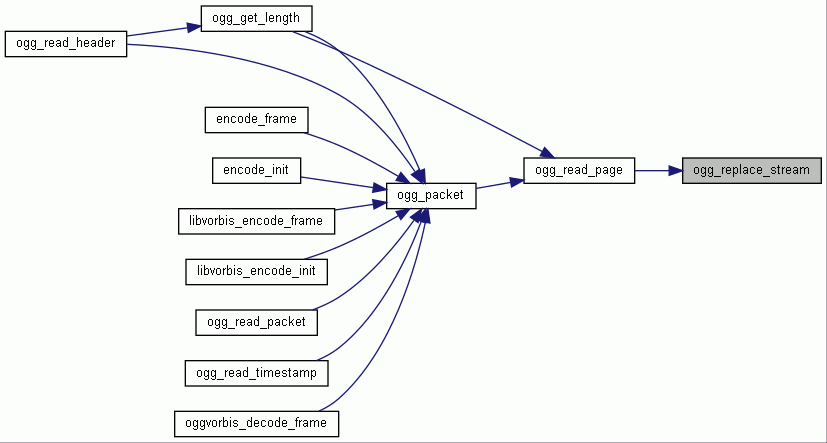 ogg_get_length
ogg_read_header
encode_frame
encode_init
ogg_read_page
ogg_replace_stream
ogg_packet
libvorbis_encode_frame
libvorbis_encode_init
ogg_read_packet
ogg_read_timestamp
oggvorbis_decode_frame